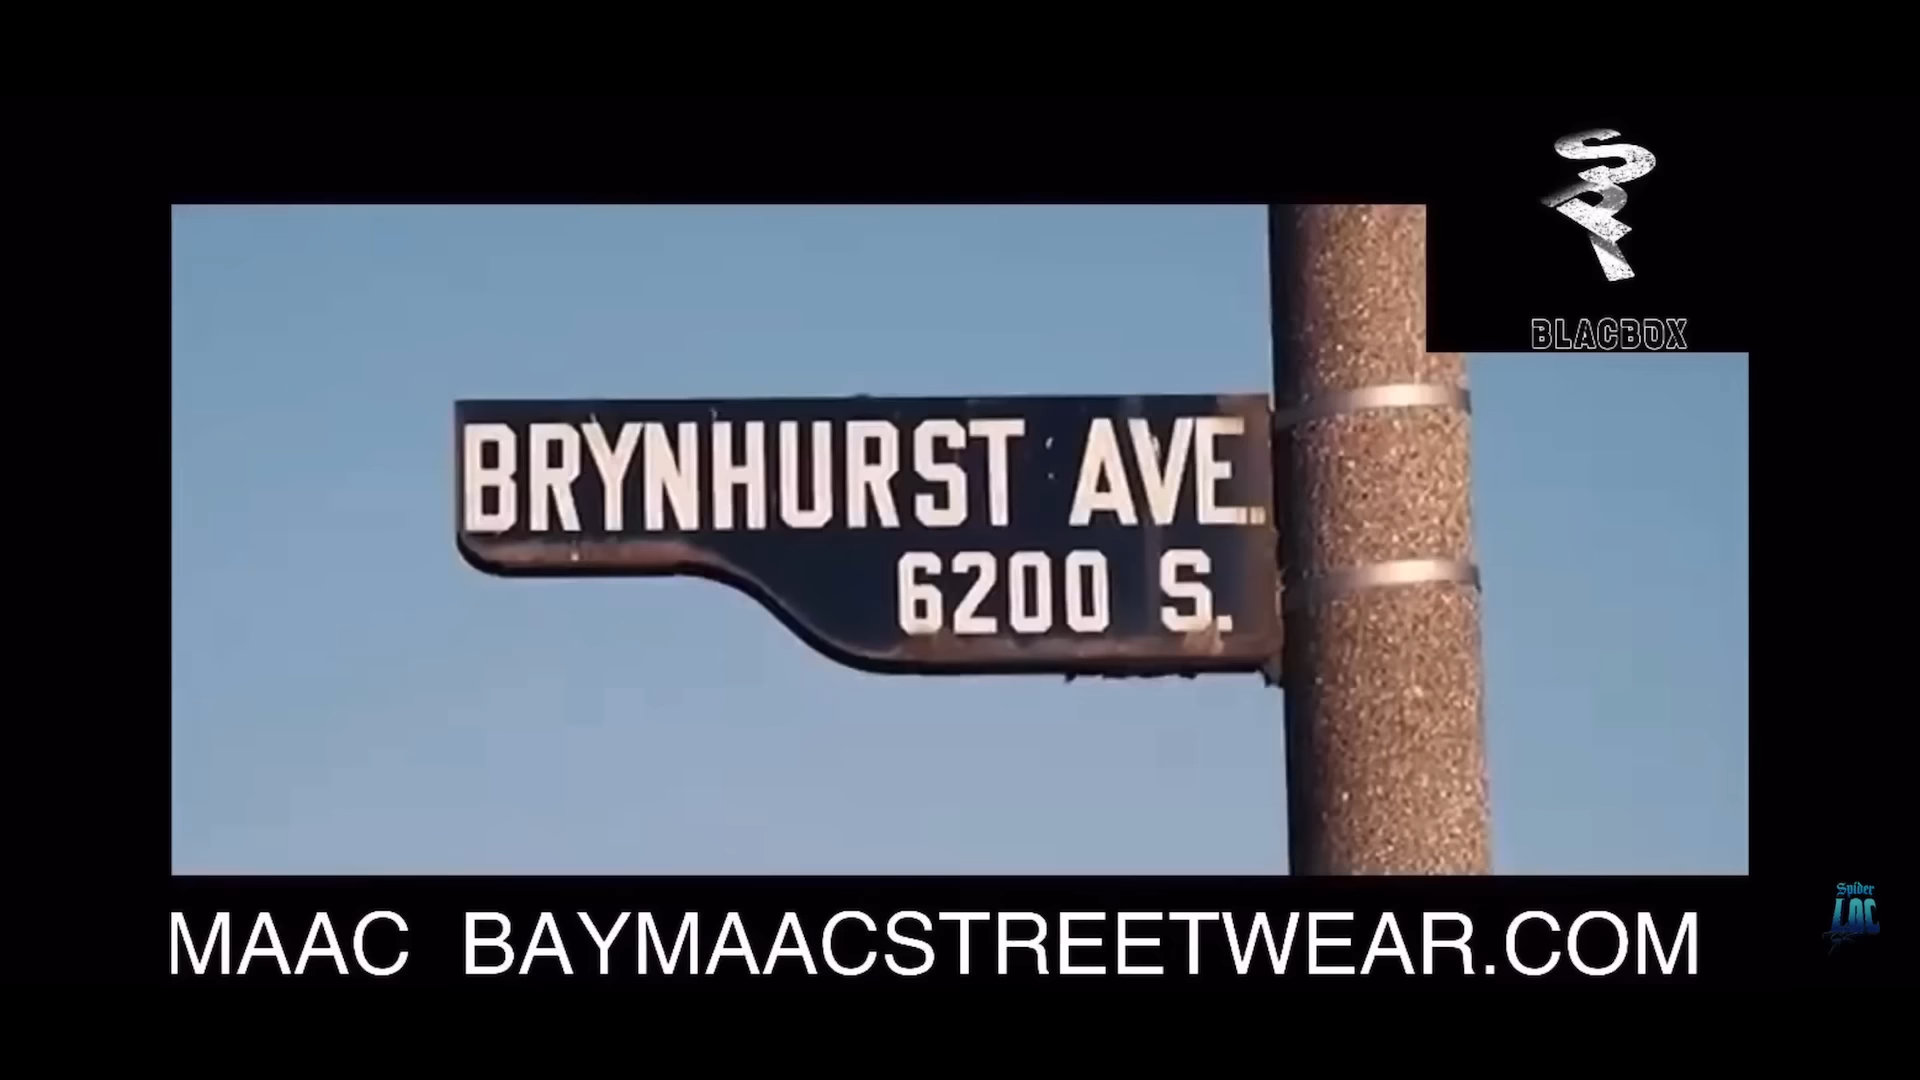 BLACBOX
BRYNHURST AVE.
6200 S.
Spider
LOC
MAAC  BAYMAACSTREETWEAR.COM